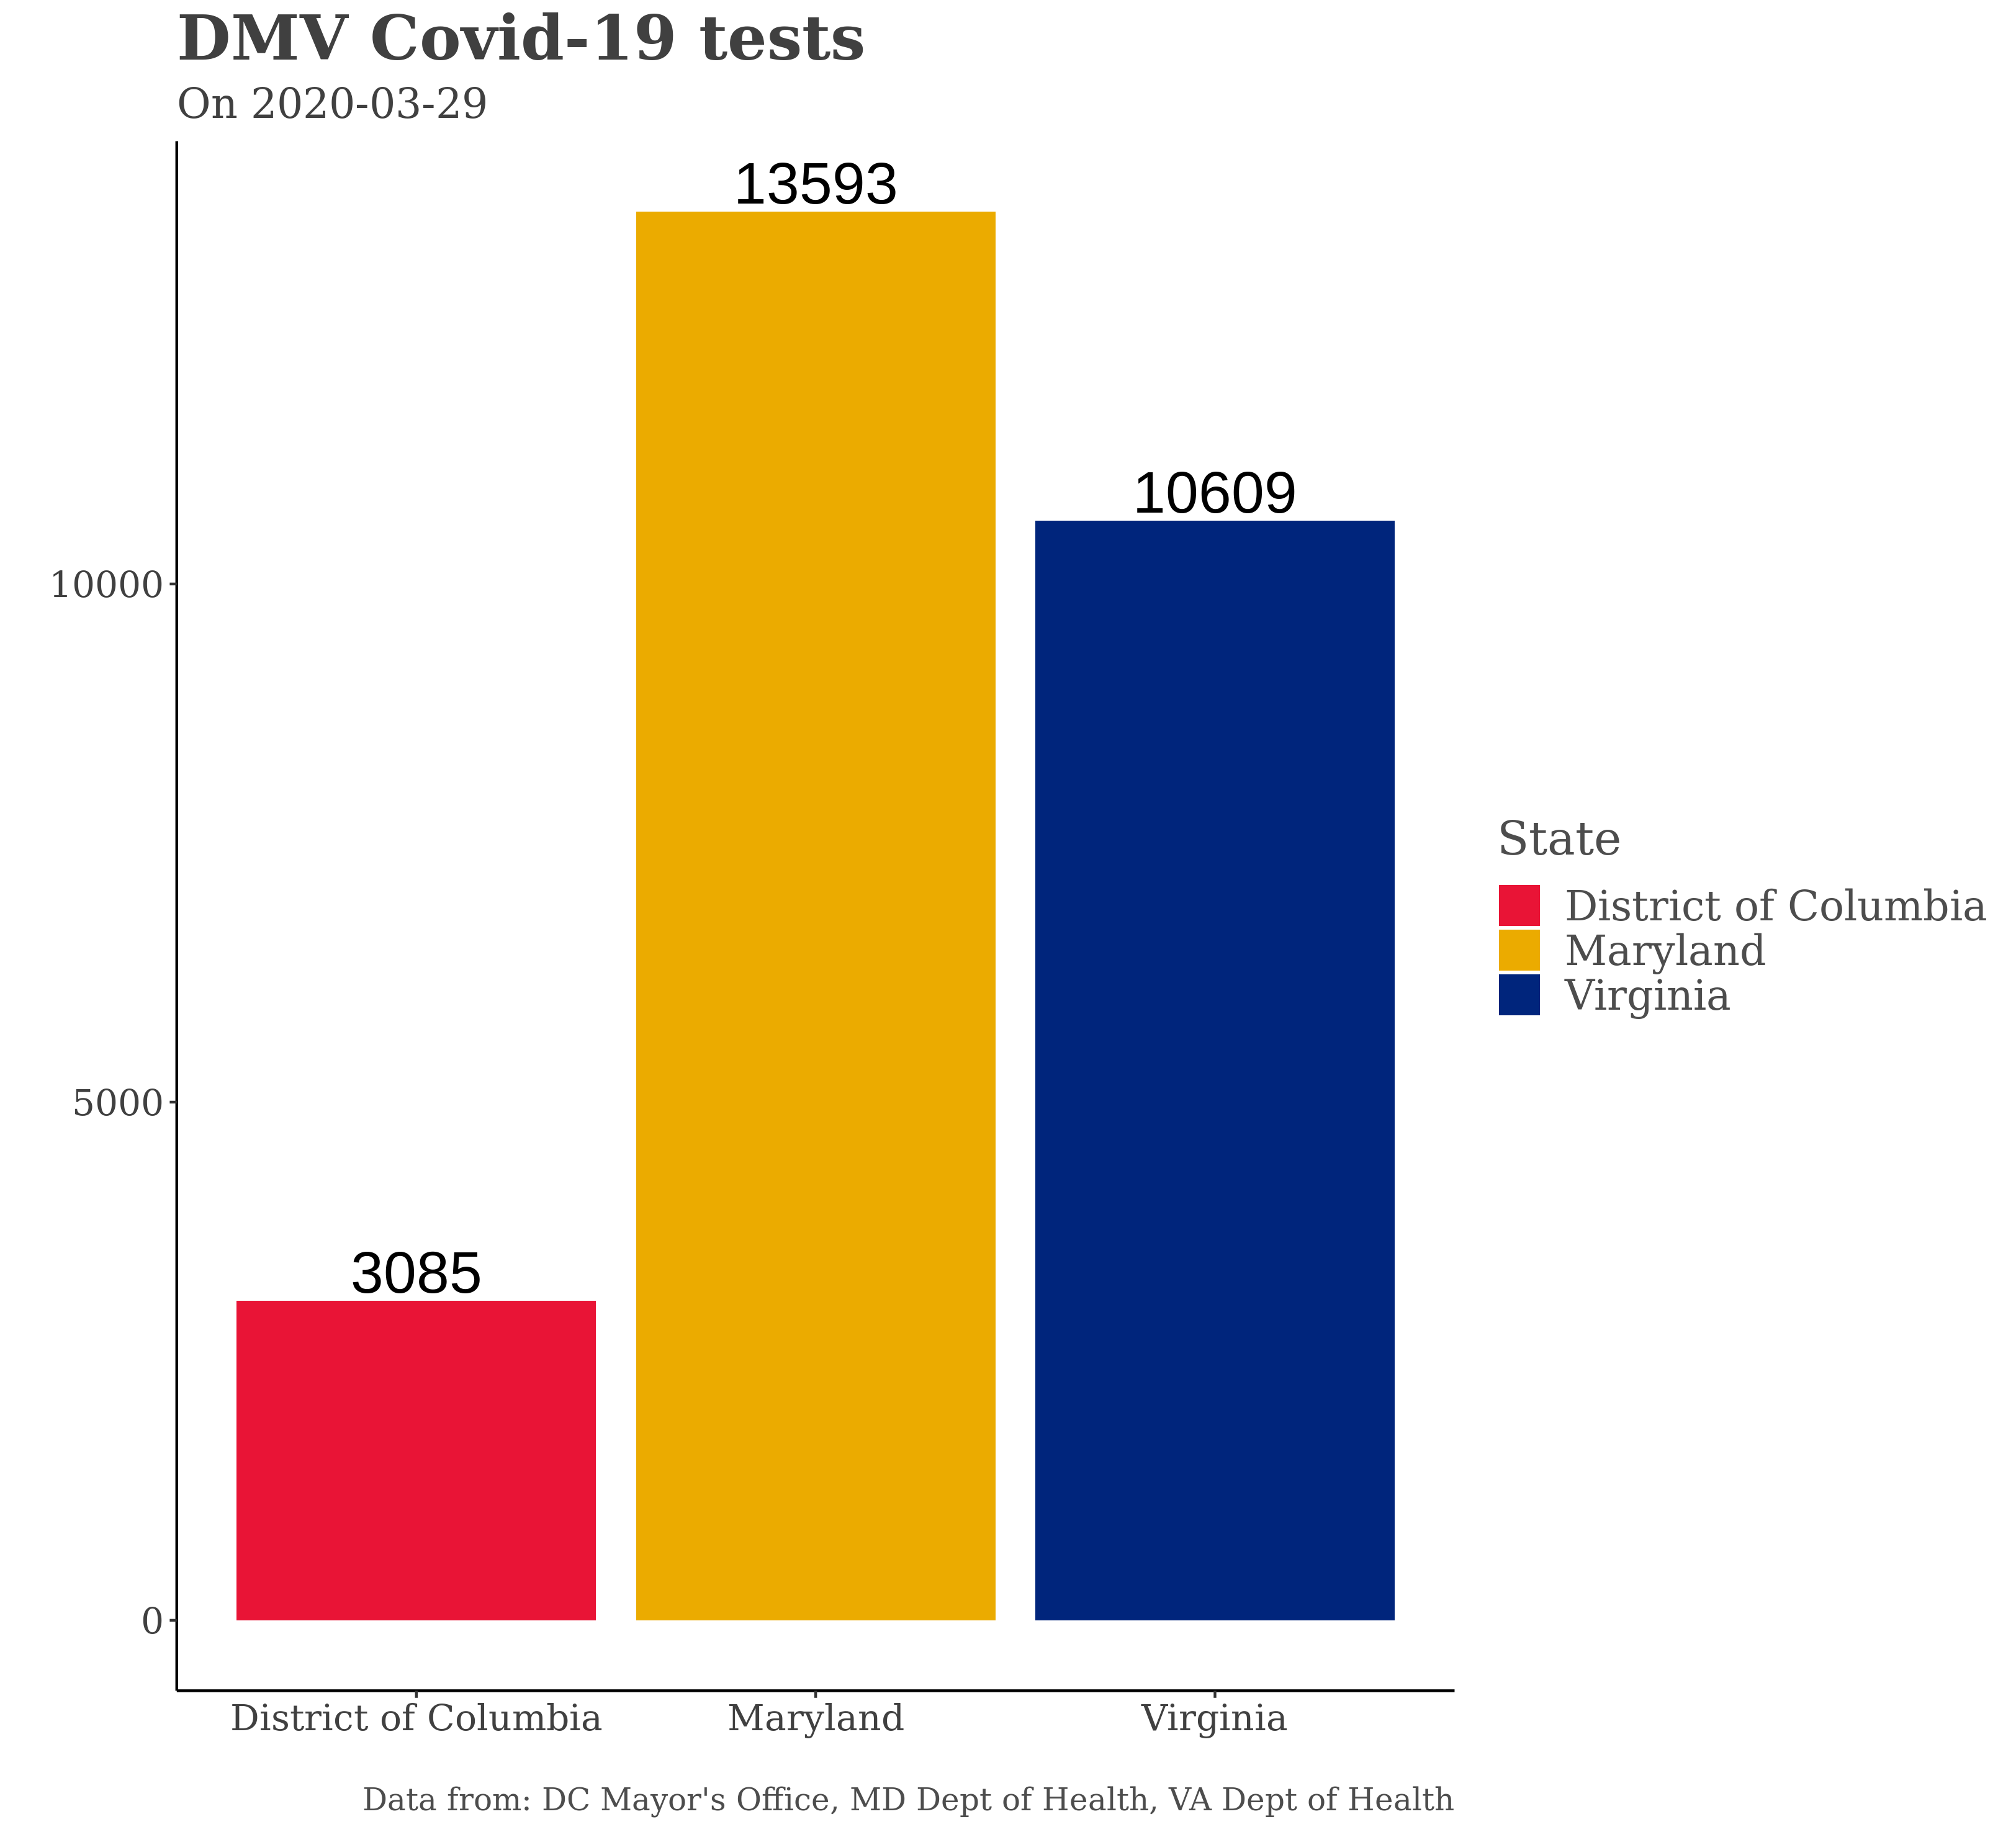 DMV Covid-19 tests
On 2020-03-29
13593
10609
10000
5000
3085
0
State
District of Columbia
Maryland
Virginia
District of Columbia
Maryland
Virginia
Data from: DC Mayor's Office, MD Dept of Health, VA Dept of Health